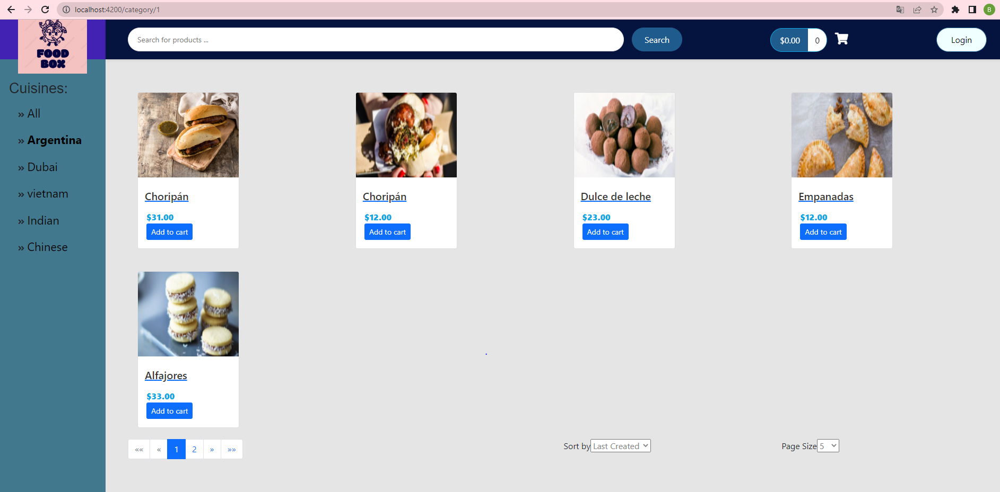 localhost:4200/category/1
B
FOOD
BOX
Search for products ...
Search
$0.00 0
Login
Cuisines:
» All
» Argentina
» Dubai
» vietnam
» Indian
» Chinese
Choripán
$31.00
Add to cart
Choripán
$12.00
Add to cart
Dulce de leche
$23.00
Add to cart
Empanadas
$12.00
Add to cart
Alfajores
$33.00
Add to cart
«« « 1 2 » »»
Sort by Last Created
Page Size 5